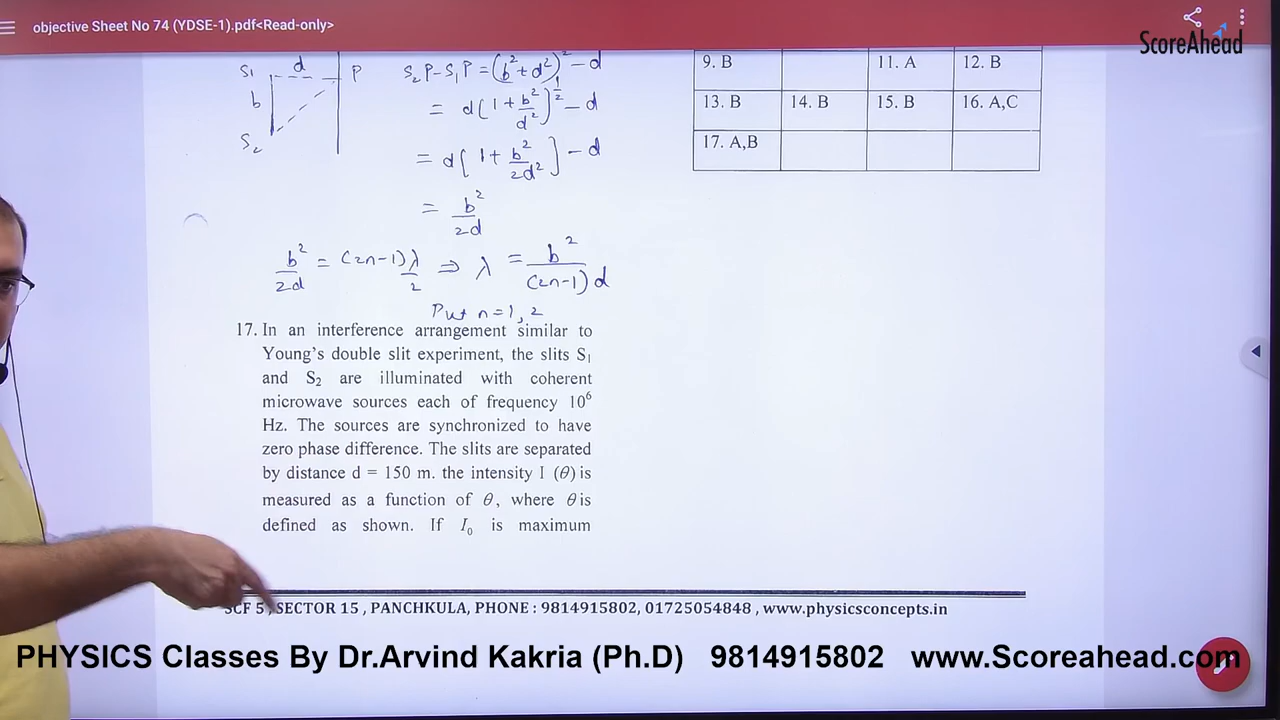 objective Sheet No 74 (YDSE-1).pdf<Read-only>
ScoreAhead
S₁ d P S₂P-S₁P = (b²+d²)^½ - d
b = d(1+b²/d²)^½ - d
S₂ = d[1+b²/2d²] - d
= b²/2d
b²/2d = (2n-1)λ/2 ⇒ λ = b²/(2n-1)d
Put n=1, 2
9. B 11. A 12. B
13. B 14. B 15. B 16. A,C
17. A,B
17. In an interference arrangement similar to
Young's double slit experiment, the slits S₁
and S₂ are illuminated with coherent
microwave sources each of frequency 10⁶
Hz. The sources are synchronized to have
zero phase difference. The slits are separated
by distance d = 150 m. the intensity I (θ) is
measured as a function of θ, where θ is
defined as shown. If I₀ is maximum
SCF 5 , SECTOR 15 , PANCHKULA, PHONE : 9814915802, 01725054848 , www.physicsconcepts.in
PHYSICS Classes By Dr.Arvind Kakria (Ph.D) 9814915802 www.Scoreahead.com